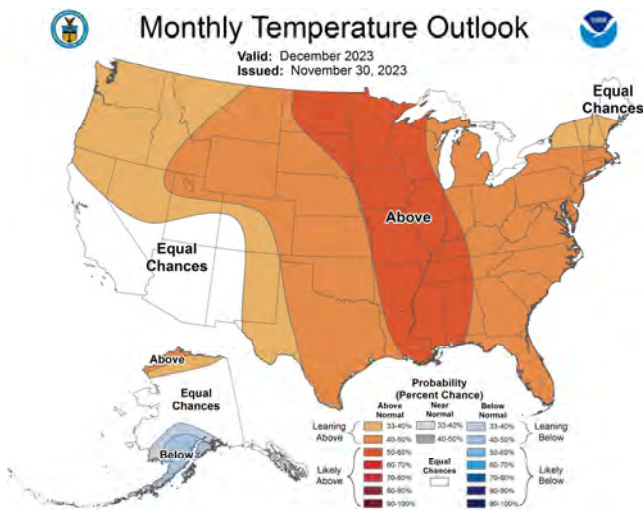 Monthly Temperature Outlook
Valid: December 2023
Issued: November 30, 2023
Equal
Chances
Above
Equal
Chances
Above
Equal
Chances
Below
Probability
(Percent Chance)
Above
Normal
Near
Normal
Below
Normal
Leaning
Above
33-40%
33-40%
33-40%
Leaning
Below
40-50%
40-50%
40-50%
Likely
Above
50-60%
50-60%
Likely
Below
60-70%
60-70%
70-80%
70-80%
80-90%
80-90%
90-100%
90-100%
Equal
Chances